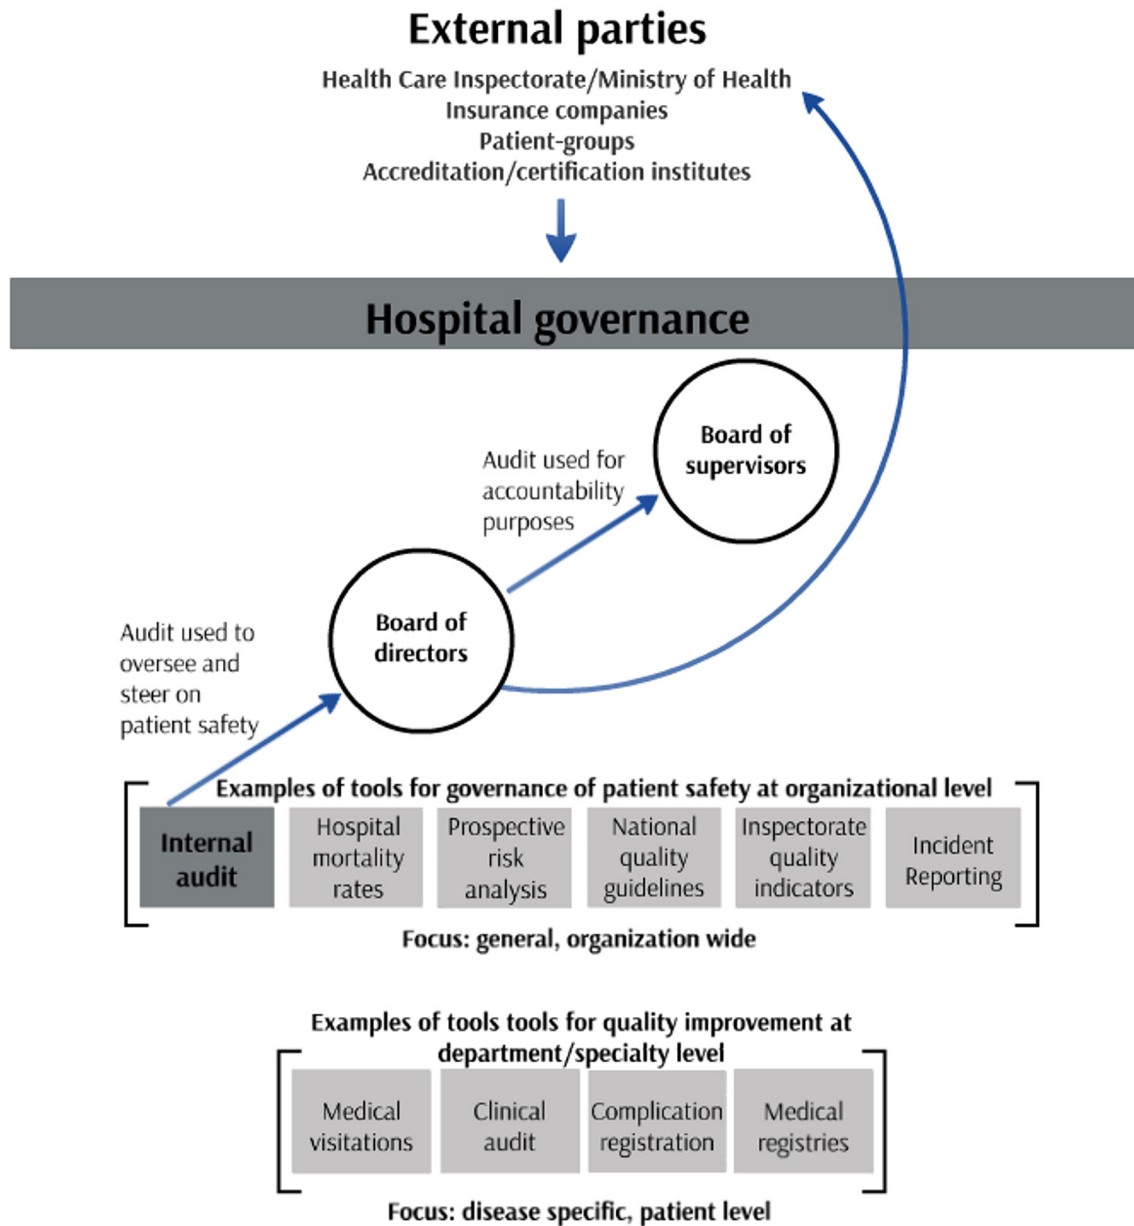 External parties
Health Care Inspectorate/Ministry of Health
Insurance companies
Patient-groups
Accreditation/certification institutes
Hospital governance
Board of
supervisors
Audit used for
accountability
purposes
Board of
directors
Audit used to
oversee and
steer on
patient safety
Examples of tools for governance of patient safety at organizational level
Internal
audit
Hospital
mortality
rates
Prospective
risk
analysis
National
quality
guidelines
Inspectorate
quality
indicators
Incident
Reporting
Focus: general, organization wide
Examples of tools tools for quality improvement at
department/specialty level
Medical
visitations
Clinical
audit
Complication
registration
Medical
registries
Focus: disease specific, patient level